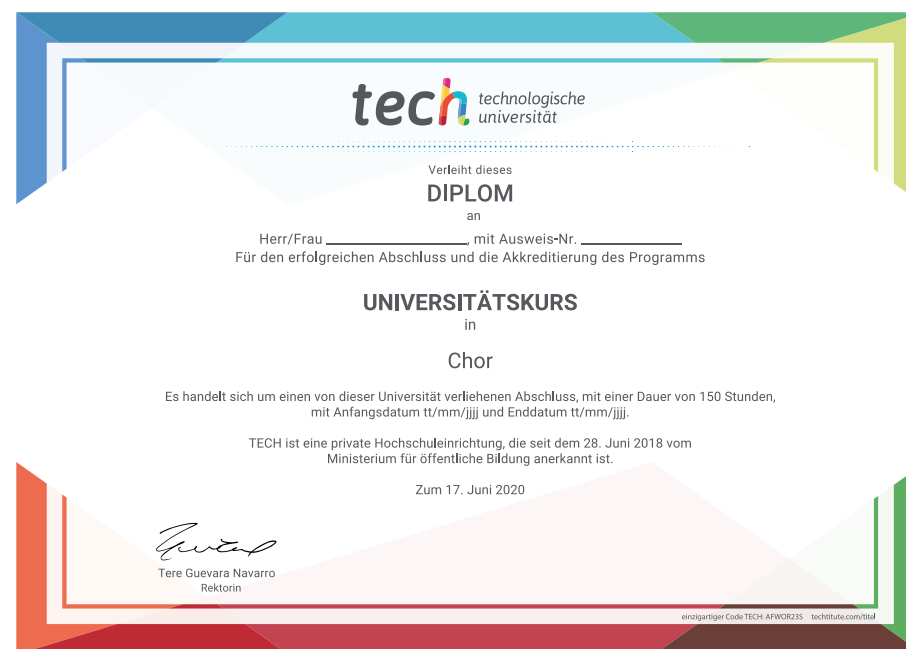 tech technologische
universität
Verleiht dieses
DIPLOM
an
Herr/Frau ____________________, mit Ausweis-Nr. ______________
Für den erfolgreichen Abschluss und die Akkreditierung des Programms
UNIVERSITÄTSKURS
in
Chor
Es handelt sich um einen von dieser Universität verliehenen Abschluss, mit einer Dauer von 150 Stunden,
mit Anfangsdatum tt/mm/jjjj und Enddatum tt/mm/jjjj.
TECH ist eine private Hochschuleinrichtung, die seit dem 28. Juni 2018 vom
Ministerium für öffentliche Bildung anerkannt ist.
Zum 17. Juni 2020
Tere Guevara Navarro
Rektorin
einzigartiger Code TECH: AFWOR23S techtitute.com/titel